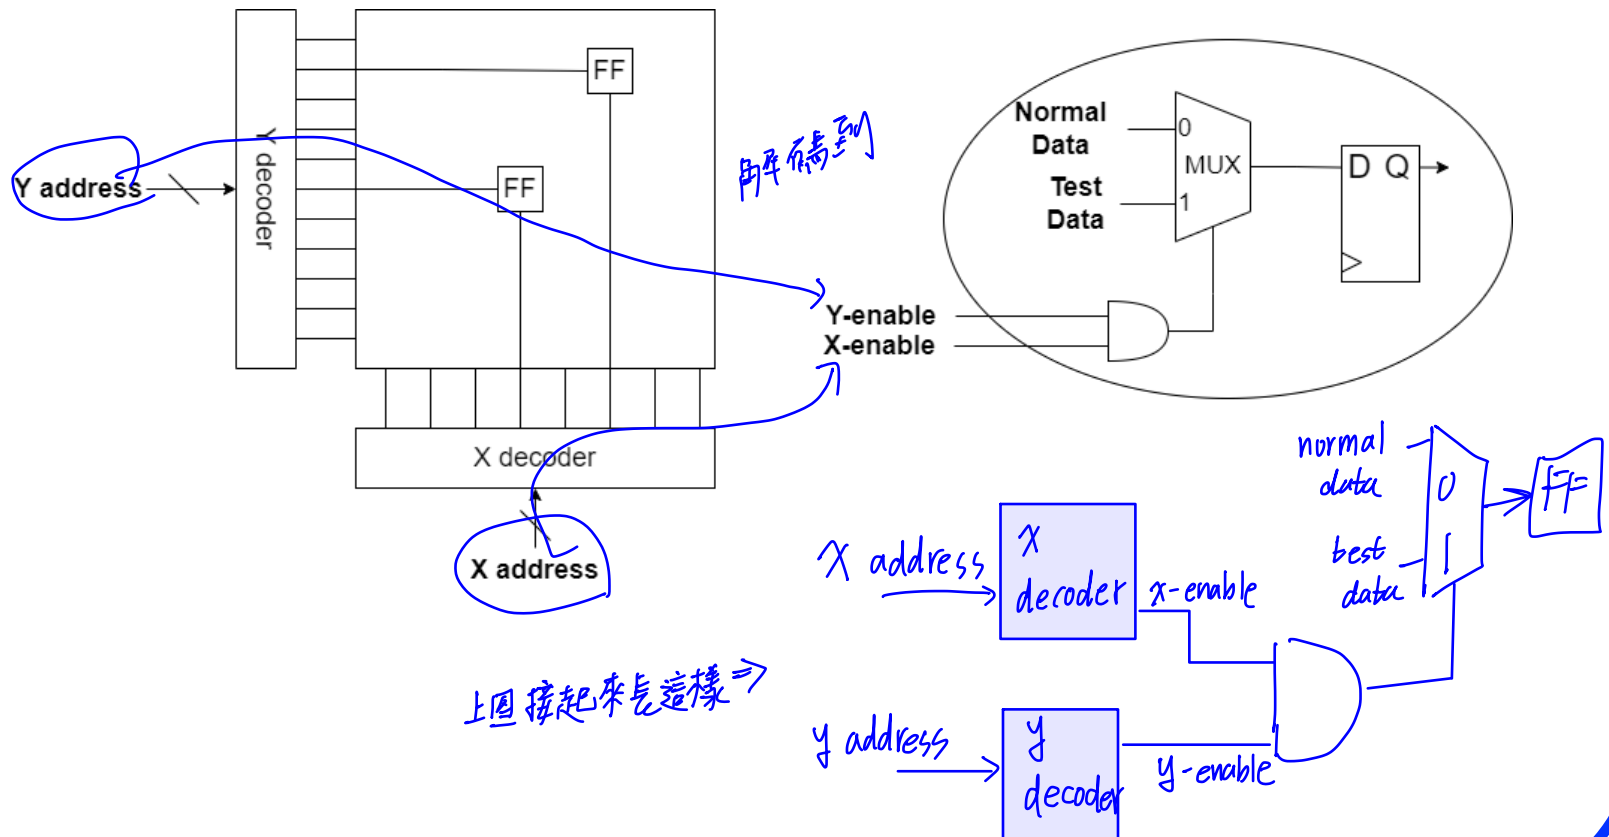 FF
FF
Y decoder
Y address
X decoder
X address
解碼到
Normal
Data
Test
Data
0
1
MUX
D Q
Y-enable
X-enable
上圖接起來長這樣⇒
X address
x
decoder
x-enable
y address
y
decoder
y-enable
normal
data
best
data
0
1
FF